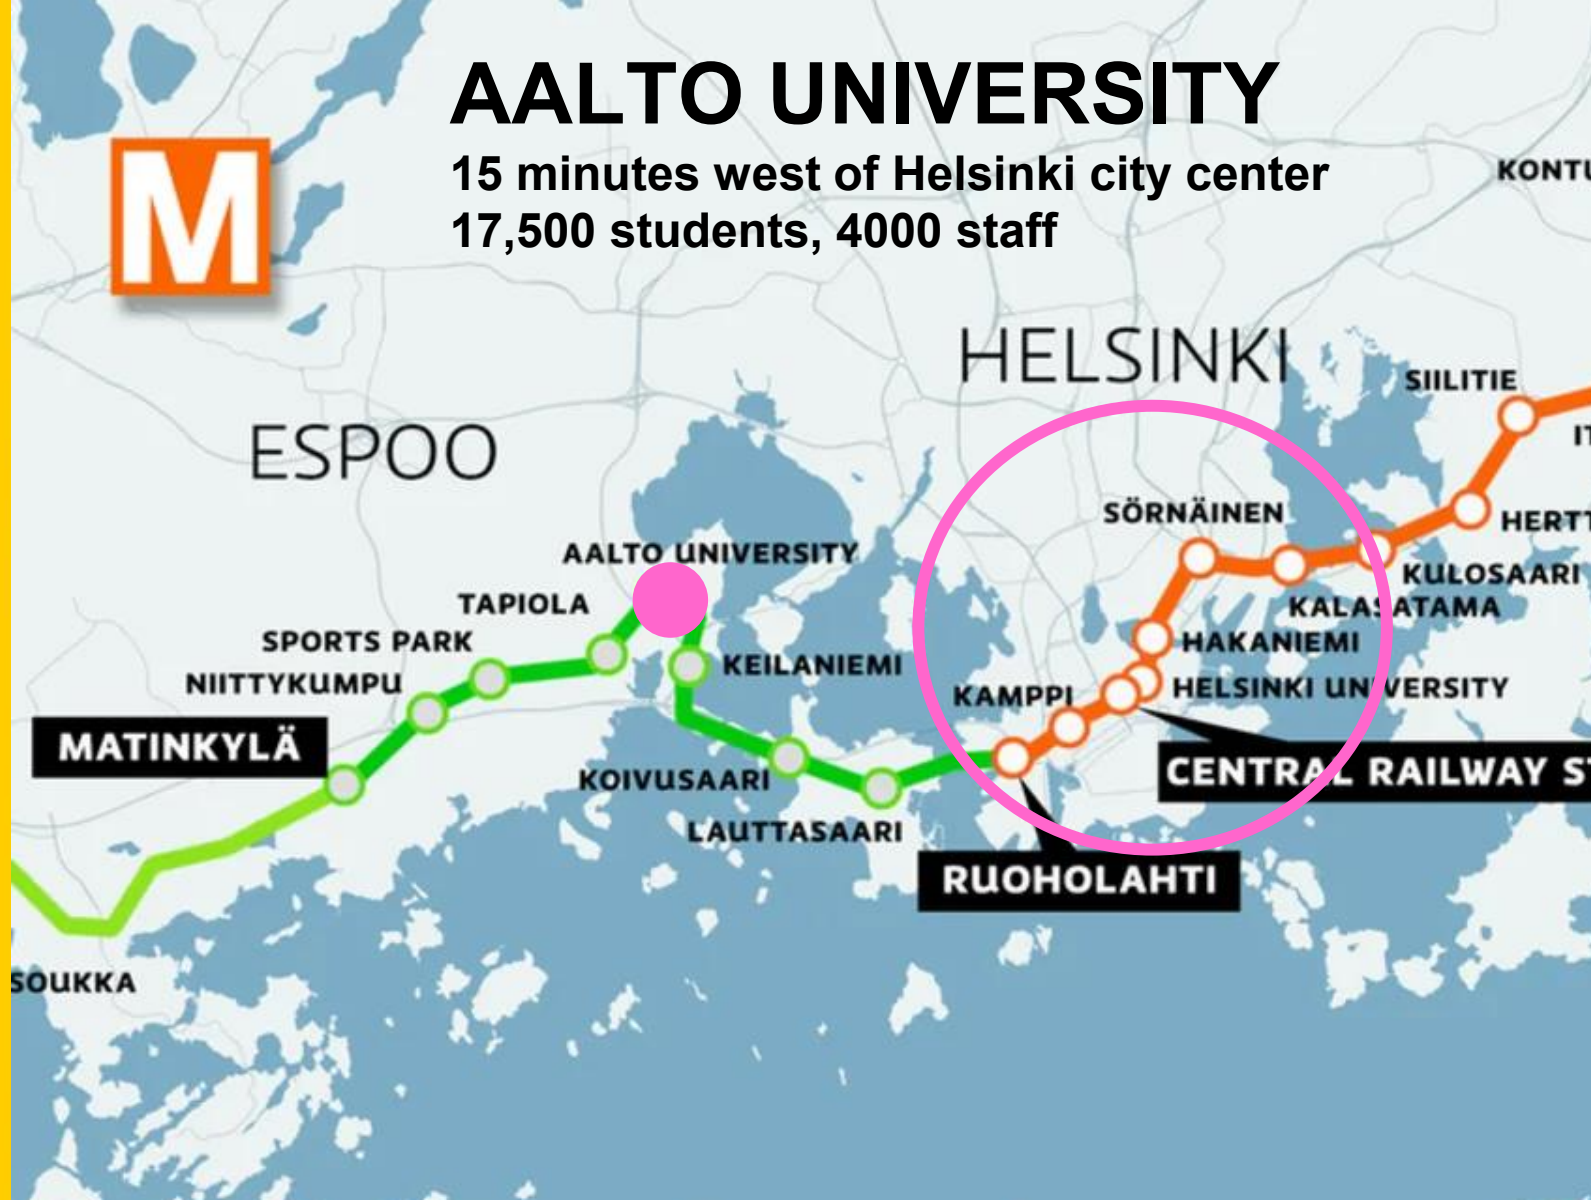 AALTO UNIVERSITY
15 minutes west of Helsinki city center
17,500 students, 4000 staff
M
KONTU
HELSINKI
SIILITIE
ESPOO
IT
SÖRNÄINEN
HERTT
AALTO UNIVERSITY
KULOSAARI
TAPIOLA
KALASATAMA
SPORTS PARK
HAKANIEMI
KEILANIEMI
NIITTYKUMPU
HELSINKI UNIVERSITY
KAMPPI
MATINKYLÄ
CENTRAL RAILWAY ST
KOIVUSAARI
LAUTTASAARI
RUOHOLAHTI
SOUKKA